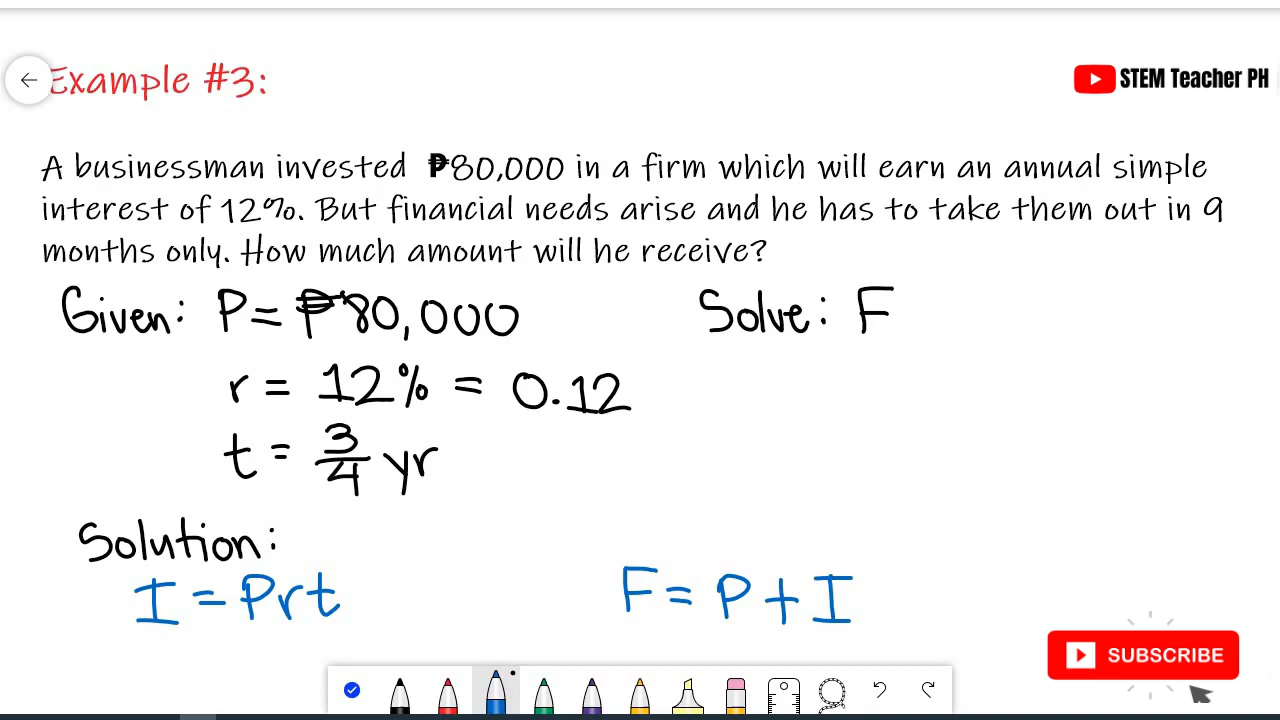 Example #3:
STEM Teacher PH
A businessman invested ₱80,000 in a firm which will earn an annual simple
interest of 12%. But financial needs arise and he has to take them out in 9
months only. How much amount will he receive?
Given: P = ₱80,000
Solve: F
r = 12% = 0.12
t = 3/4 yr
Solution:
I = Prt
F = P + I
SUBSCRIBE